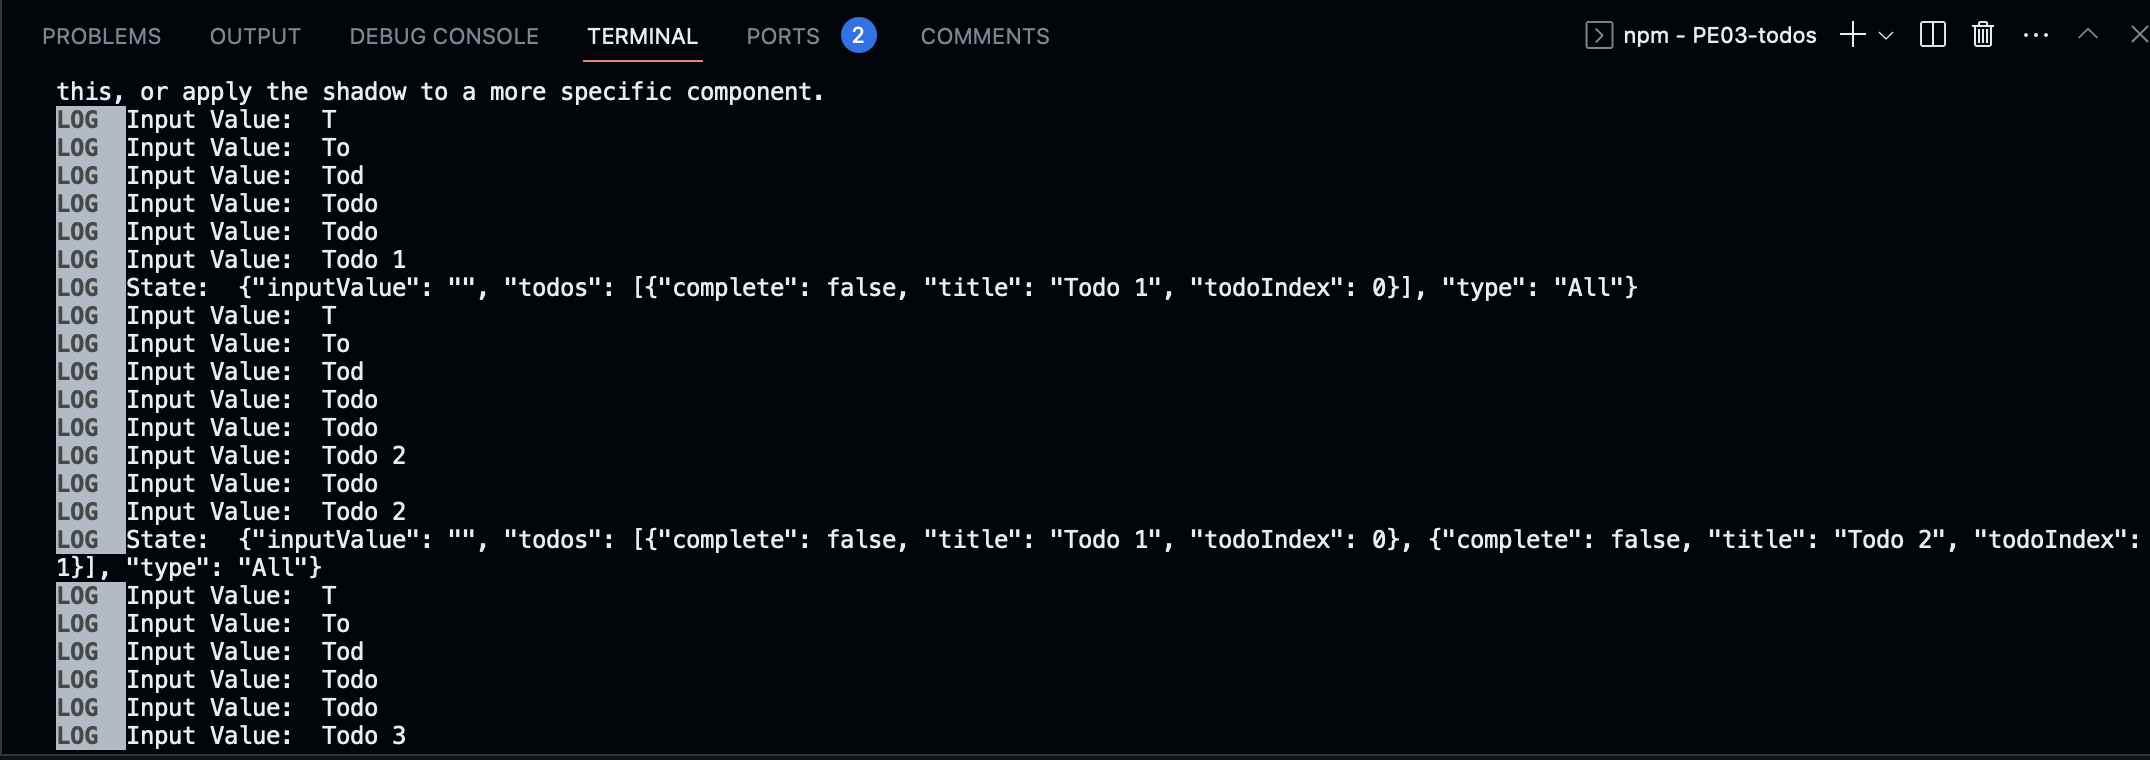 PROBLEMS OUTPUT DEBUG CONSOLE TERMINAL PORTS 2 COMMENTS npm - PE03-todos
this, or apply the shadow to a more specific component.
LOG  Input Value:  T
LOG  Input Value:  To
LOG  Input Value:  Tod
LOG  Input Value:  Todo
LOG  Input Value:  Todo
LOG  Input Value:  Todo 1
LOG  State:  {"inputValue": "", "todos": [{"complete": false, "title": "Todo 1", "todoIndex": 0}], "type": "All"}
LOG  Input Value:  T
LOG  Input Value:  To
LOG  Input Value:  Tod
LOG  Input Value:  Todo
LOG  Input Value:  Todo
LOG  Input Value:  Todo 2
LOG  Input Value:  Todo
LOG  Input Value:  Todo 2
LOG  State:  {"inputValue": "", "todos": [{"complete": false, "title": "Todo 1", "todoIndex": 0}, {"complete": false, "title": "Todo 2", "todoIndex":
1}], "type": "All"}
LOG  Input Value:  T
LOG  Input Value:  To
LOG  Input Value:  Tod
LOG  Input Value:  Todo
LOG  Input Value:  Todo
LOG  Input Value:  Todo 3